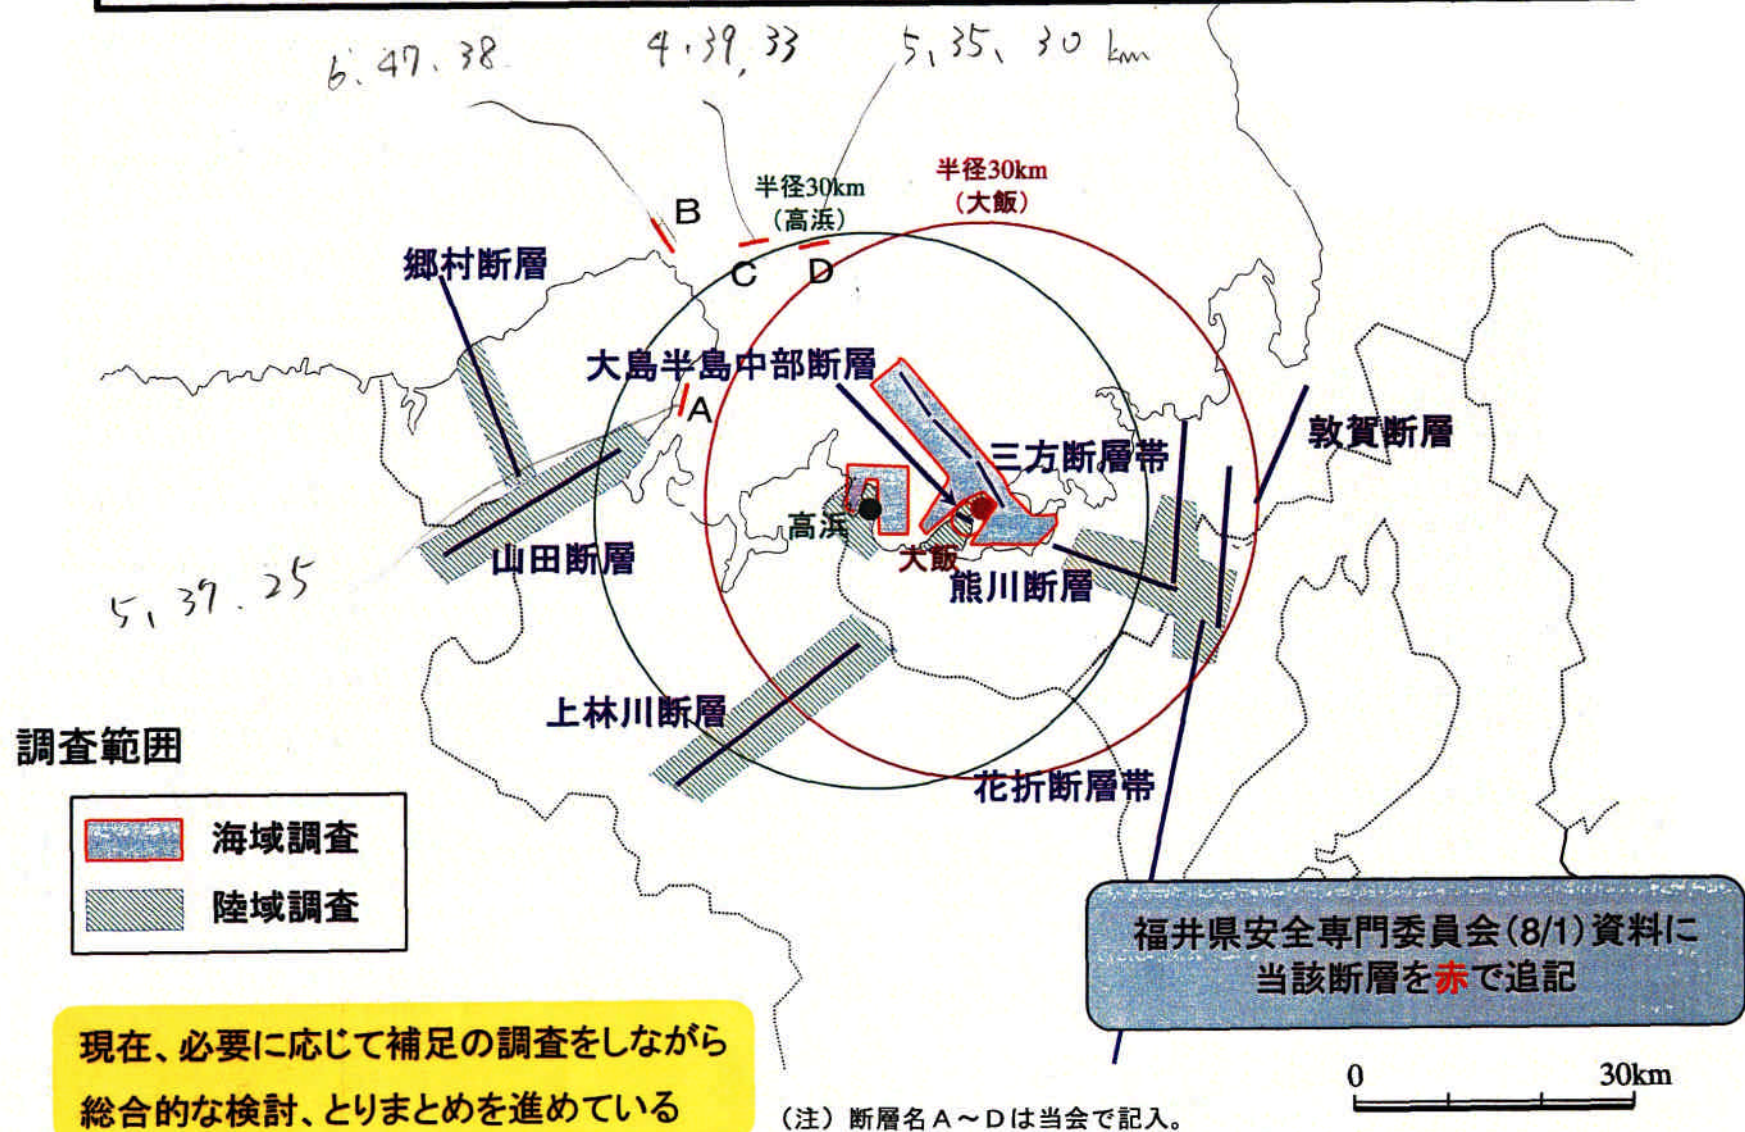 6、47、38
4、39、33
5、35、30 km
半径30km
（大飯）
半径30km
（高浜）
B
郷村断層
C
D
大島半島中部断層
A
敦賀断層
三方断層帯
高浜
大飯
山田断層
熊川断層
5、39、25
上林川断層
調査範囲
花折断層帯
海域調査
陸域調査
福井県安全専門委員会（8/1）資料に
当該断層を赤で追記
現在、必要に応じて補足の調査をしながら
総合的な検討、とりまとめを進めている
0
30km
（注）断層名A～Dは当会で記入。